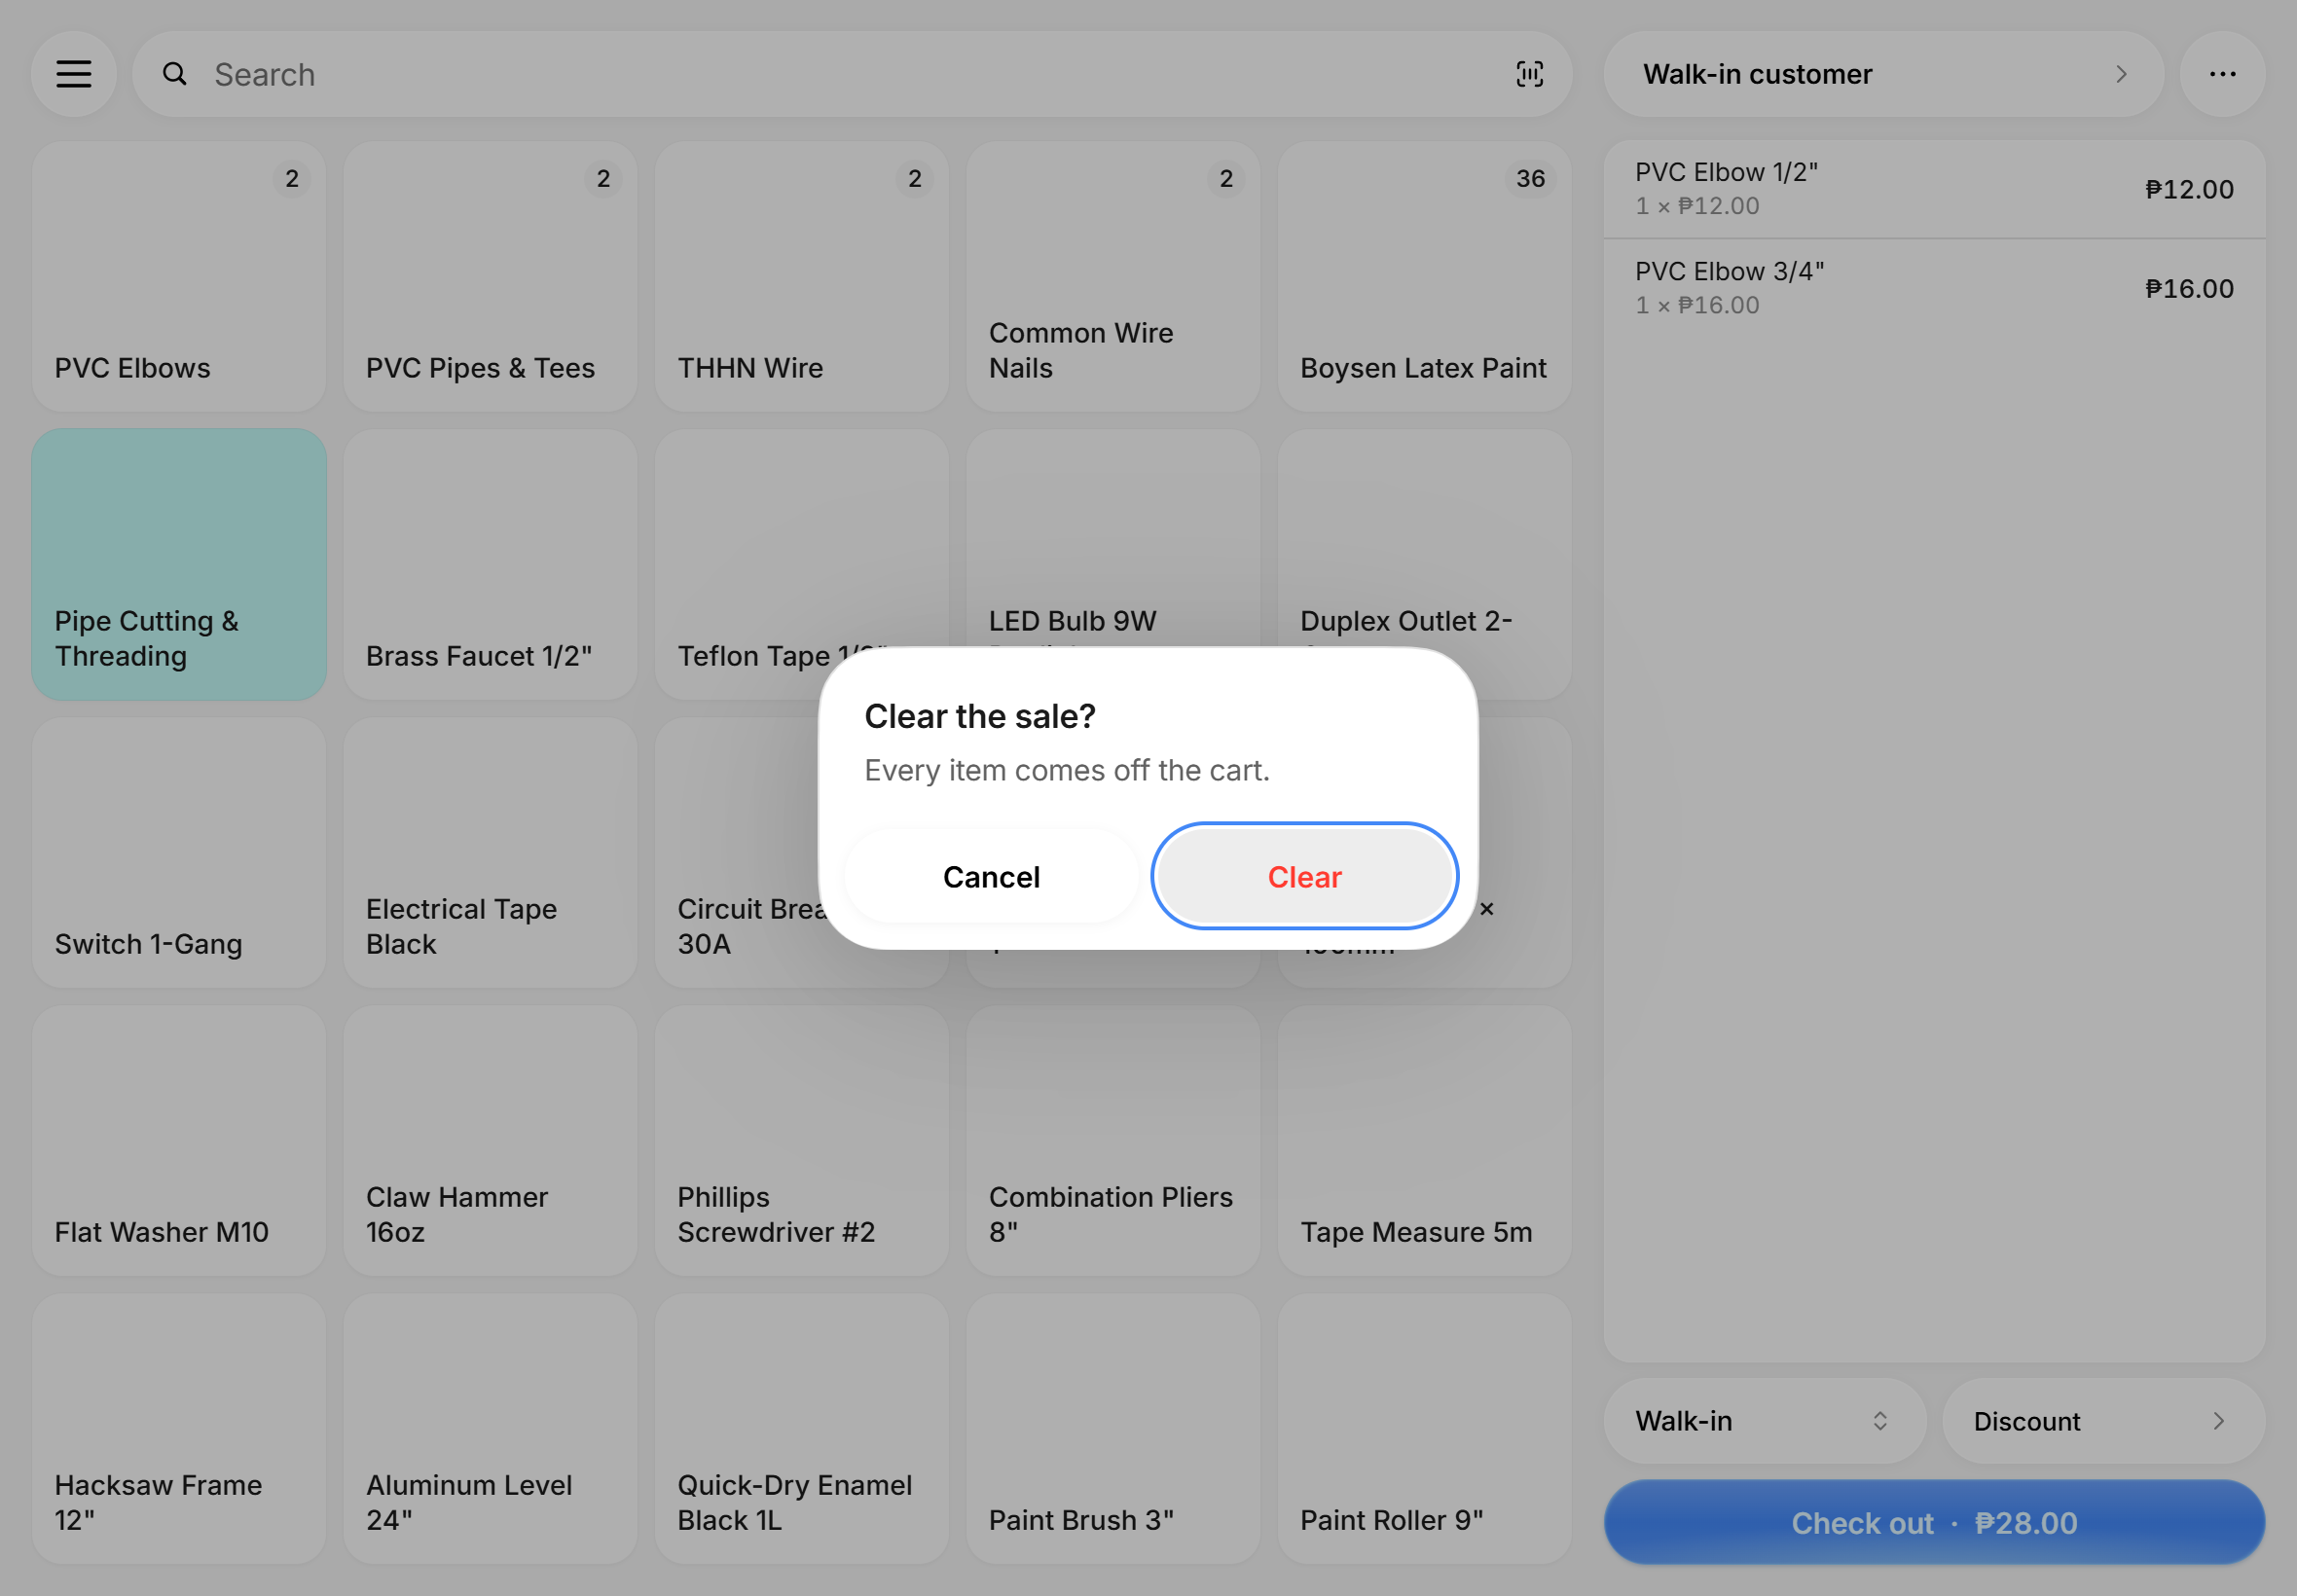 Search
Walk-in customer
2
PVC Elbows
2
PVC Pipes & Tees
2
THHN Wire
2
Common Wire
Nails
36
Boysen Latex Paint
Pipe Cutting &
Threading
Brass Faucet 1/2"
Teflon Tape
LED Bulb 9W
Duplex Outlet 2-
Switch 1-Gang
Electrical Tape
Black
Circuit
30A
×
Flat Washer M10
Claw Hammer
16oz
Phillips
Screwdriver #2
Combination Pliers
8"
Tape Measure 5m
Hacksaw Frame
12"
Aluminum Level
24"
Quick-Dry Enamel
Black 1L
Paint Brush 3"
Paint Roller 9"
Clear the sale?
Every item comes off the cart.
Cancel
Clear
PVC Elbow 1/2"
1 × ₱12.00
₱12.00
PVC Elbow 3/4"
1 × ₱16.00
₱16.00
Walk-in
Discount
Check out · ₱28.00